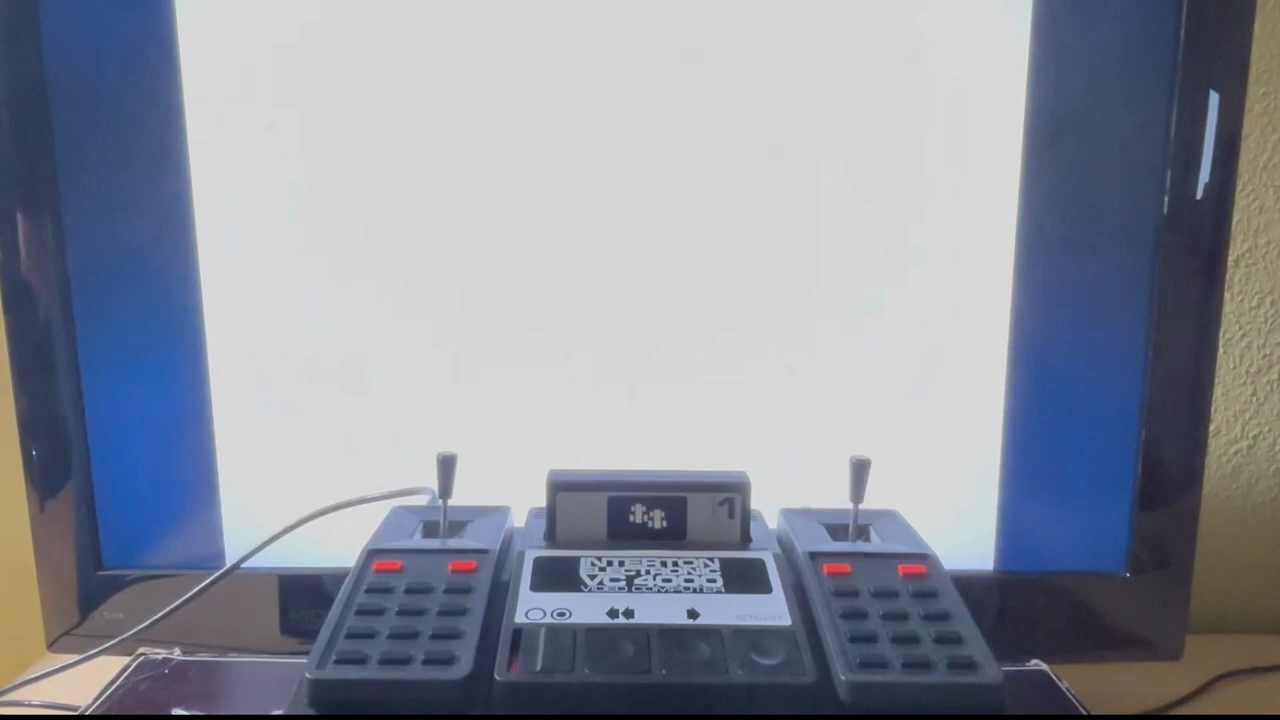 1
INTERTON
ELECTRONIC
VC 4000
VIDEO COMPUTER